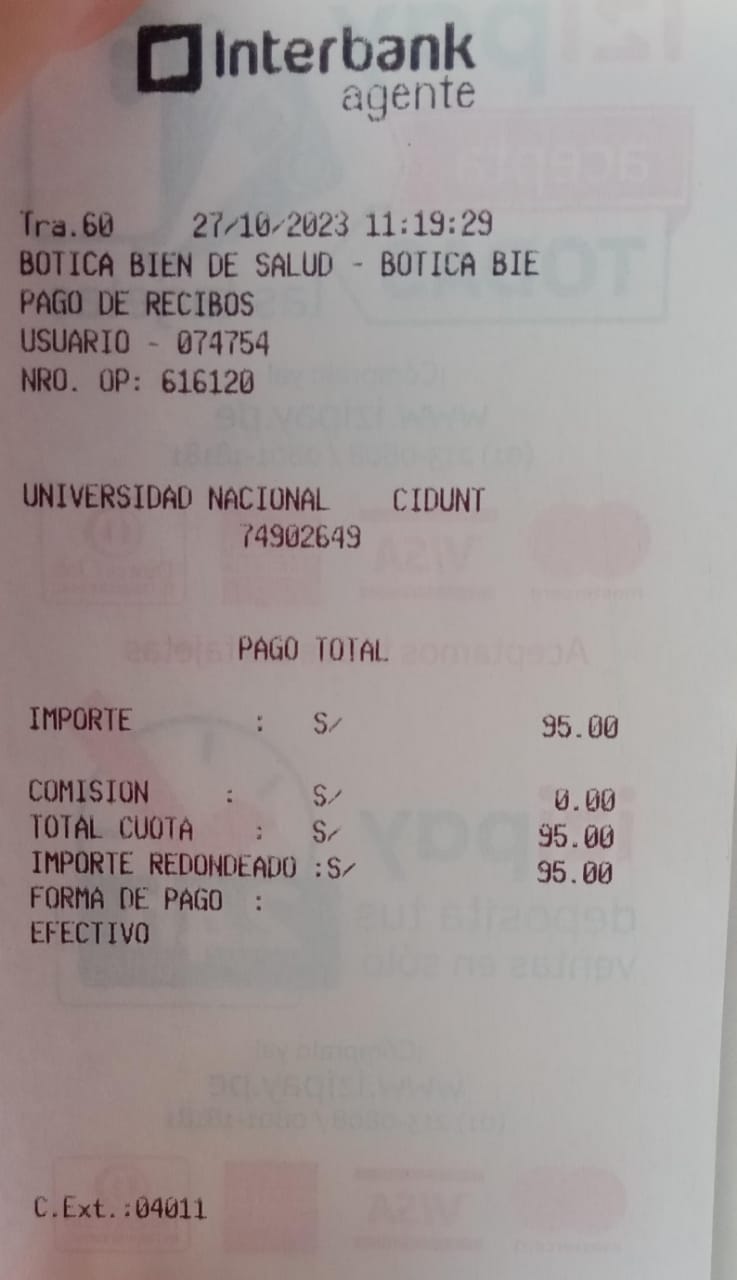 Interbank
agente
Tra.60 27/10/2023 11:19:29
BOTICA BIEN DE SALUD - BOTICA BIE
PAGO DE RECIBOS
USUARIO - 074754
NRO. OP: 616120
UNIVERSIDAD NACIONAL CIDUNT
74902649
PAGO TOTAL
IMPORTE : S/ 95.00
COMISION : S/ 0.00
TOTAL CUOTA : S/ 95.00
IMPORTE REDONDEADO :S/ 95.00
FORMA DE PAGO :
EFECTIVO
C.Ext.:04011